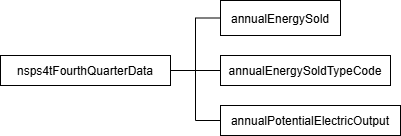 annualEnergySold
nsps4tFourthQuarterData
annualEnergySoldTypeCode
annualPotentialElectricOutput